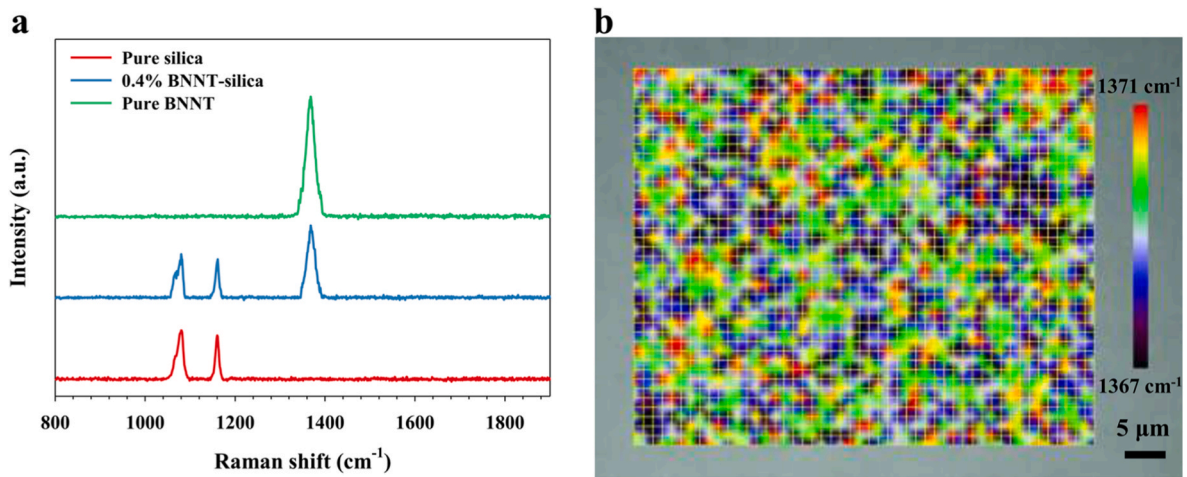 a
Pure silica
0.4% BNNT-silica
Pure BNNT
Intensity (a.u.)
800 1000 1200 1400 1600 1800
Raman shift (cm⁻¹)
b
1371 cm⁻¹
1367 cm⁻¹
5 μm